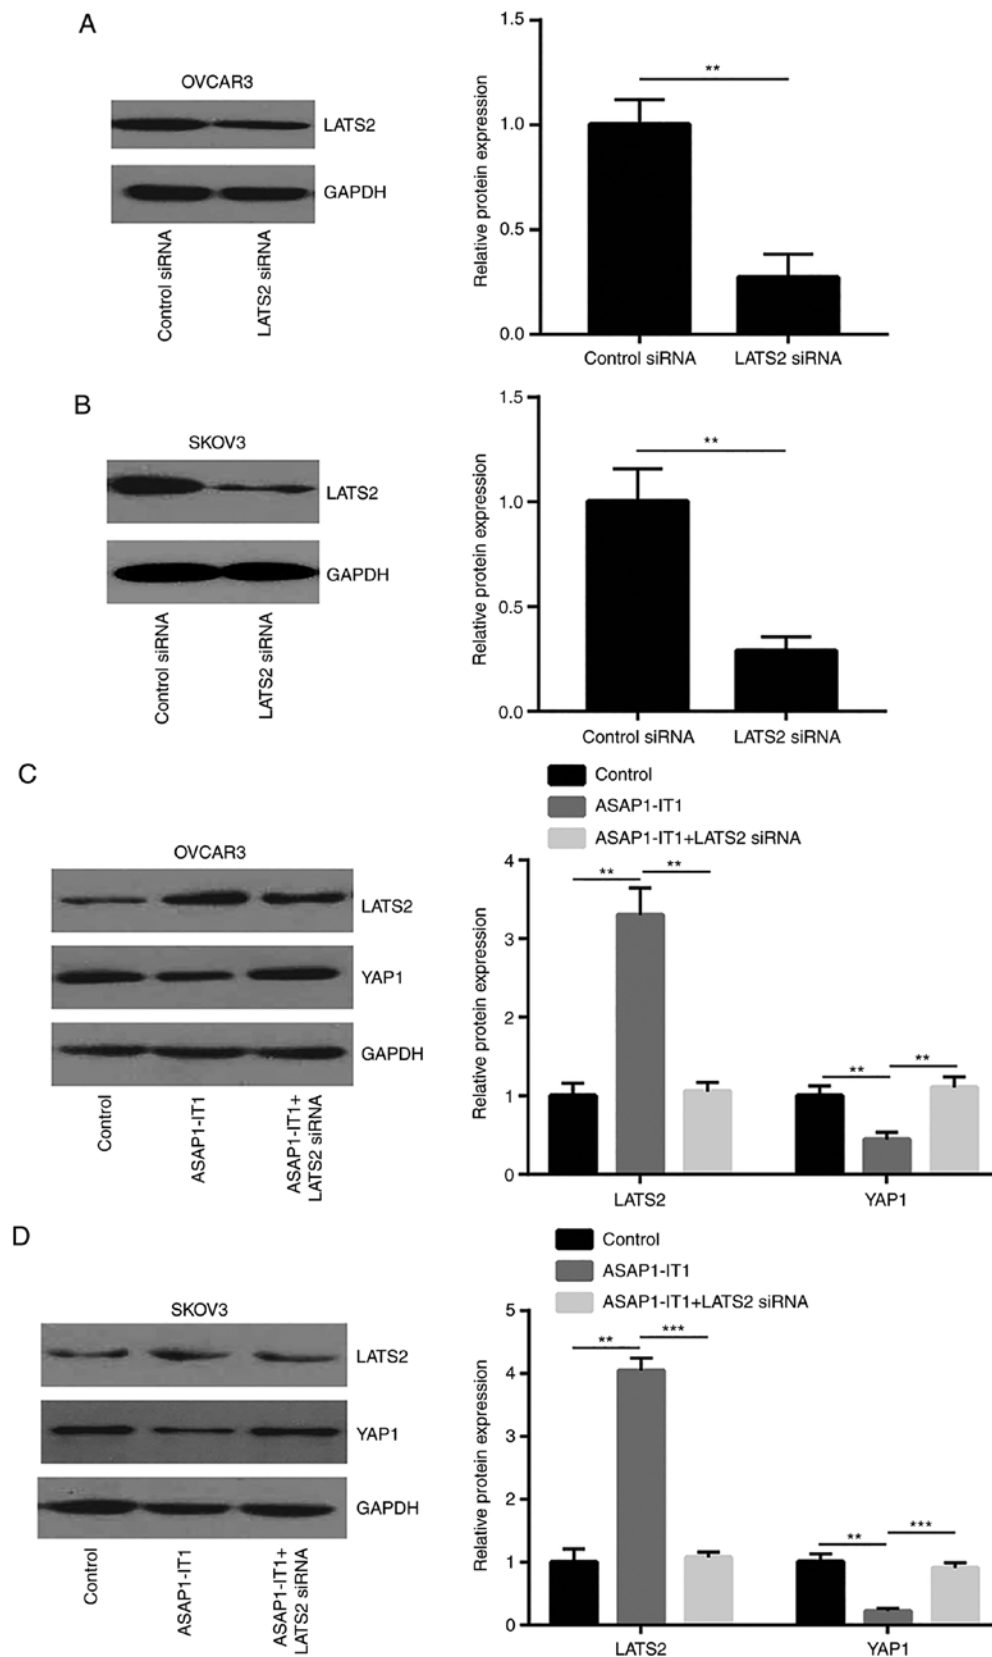 A
OVCAR3
LATS2
GAPDH
Control siRNA
LATS2 siRNA
Relative protein expression
1.5
1.0
0.5
0.0
**
Control siRNA
LATS2 siRNA
B
SKOV3
LATS2
GAPDH
Control siRNA
LATS2 siRNA
Relative protein expression
1.5
1.0
0.5
0.0
**
Control siRNA
LATS2 siRNA
C
OVCAR3
LATS2
YAP1
GAPDH
Control
ASAP1-IT1
ASAP1-IT1+
LATS2 siRNA
Control
ASAP1-IT1
ASAP1-IT1+LATS2 siRNA
Relative protein expression
4
3
2
1
0
**
**
**
**
LATS2
YAP1
D
SKOV3
LATS2
YAP1
GAPDH
Control
ASAP1-IT1
ASAP1-IT1+
LATS2 siRNA
Control
ASAP1-IT1
ASAP1-IT1+LATS2 siRNA
Relative protein expression
5
4
3
2
1
0
**
***
**
***
LATS2
YAP1